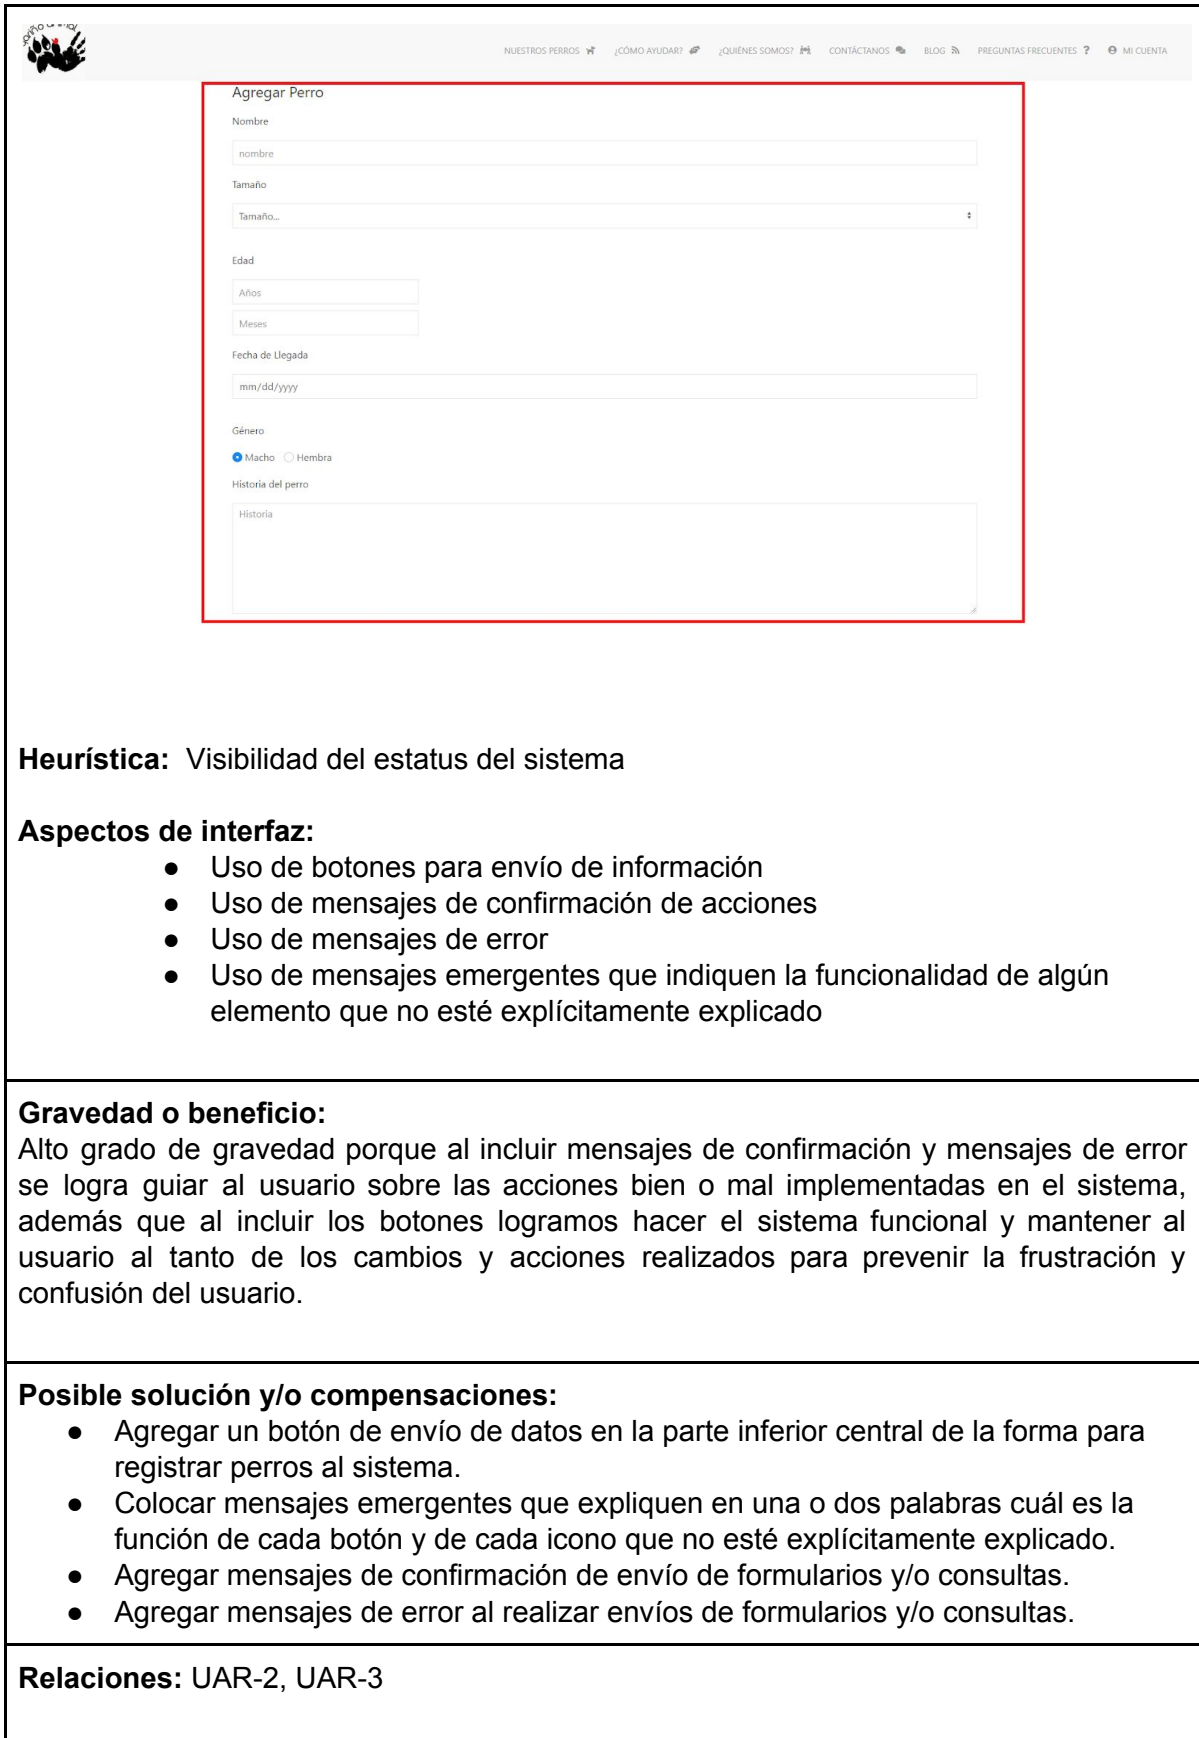 cariño animal
NUESTROS PERROS ¿CÓMO AYUDAR? ¿QUIÉNES SOMOS? CONTÁCTANOS BLOG PREGUNTAS FRECUENTES ? MI CUENTA
Agregar Perro
Nombre
nombre
Tamaño
Tamaño...
Edad
Años
Meses
Fecha de Llegada
mm/dd/yyyy
Género
Macho Hembra
Historia del perro
Historia
Heurística: Visibilidad del estatus del sistema
Aspectos de interfaz:
● Uso de botones para envío de información
● Uso de mensajes de confirmación de acciones
● Uso de mensajes de error
● Uso de mensajes emergentes que indiquen la funcionalidad de algún
elemento que no esté explícitamente explicado
Gravedad o beneficio:
Alto grado de gravedad porque al incluir mensajes de confirmación y mensajes de error
se logra guiar al usuario sobre las acciones bien o mal implementadas en el sistema,
además que al incluir los botones logramos hacer el sistema funcional y mantener al
usuario al tanto de los cambios y acciones realizados para prevenir la frustración y
confusión del usuario.
Posible solución y/o compensaciones:
● Agregar un botón de envío de datos en la parte inferior central de la forma para
registrar perros al sistema.
● Colocar mensajes emergentes que expliquen en una o dos palabras cuál es la
función de cada botón y de cada icono que no esté explícitamente explicado.
● Agregar mensajes de confirmación de envío de formularios y/o consultas.
● Agregar mensajes de error al realizar envíos de formularios y/o consultas.
Relaciones: UAR-2, UAR-3